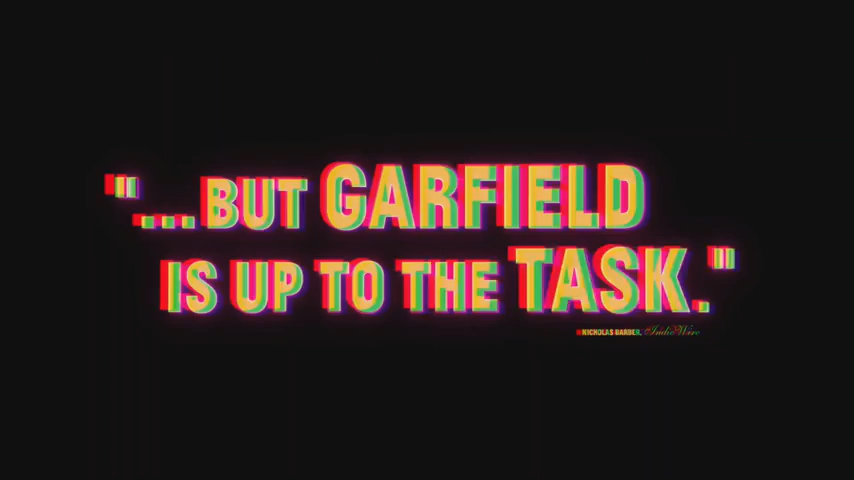 "...BUT GARFIELD
IS UP TO THE TASK."
NICHOLAS BARBER, IndieWire